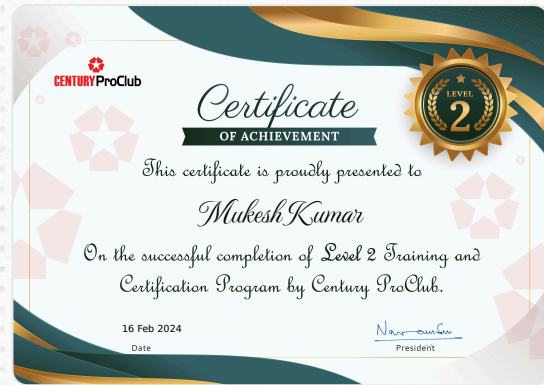 CENTURY ProClub
LEVEL
2
Certificate
OF ACHIEVEMENT
This certificate is proudly presented to
Mukesh Kumar
On the successful completion of Level 2 Training and
Certification Program by Century ProClub.
16 Feb 2024
Date
President